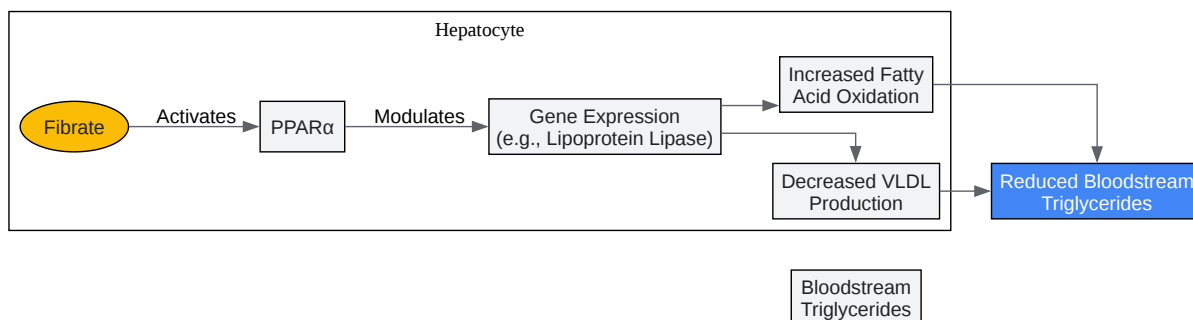 Hepatocyte
Fibrate
Activates
PPARα
Modulates
Gene Expression
(e.g., Lipoprotein Lipase)
Increased Fatty
Acid Oxidation
Decreased VLDL
Production
Reduced Bloodstream
Triglycerides
Bloodstream
Triglycerides